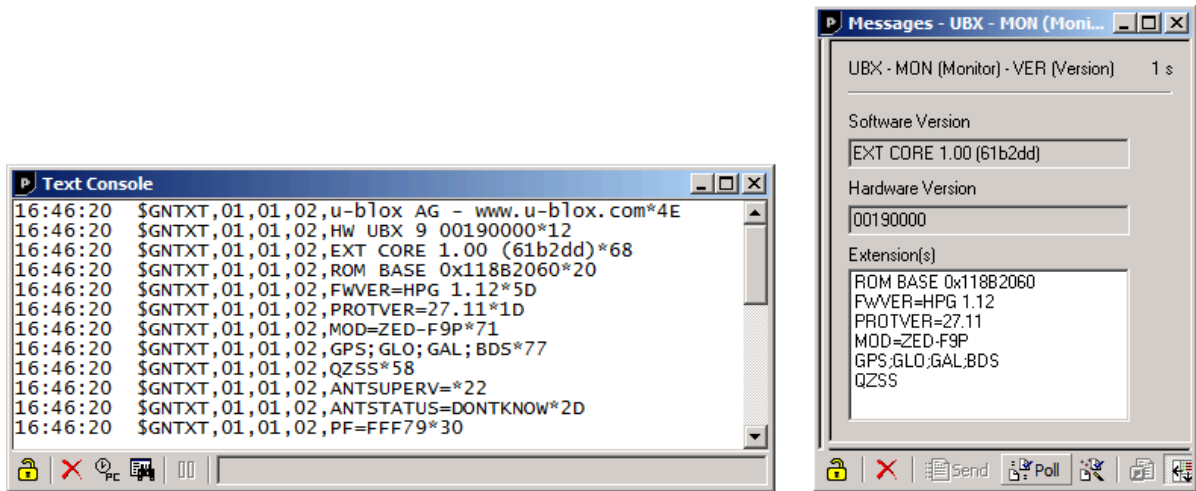 Text Console
16:46:20 $GNTXT,01,01,02,u-blox AG - www.u-blox.com*4E
16:46:20 $GNTXT,01,01,02,HW UBX 9 00190000*12
16:46:20 $GNTXT,01,01,02,EXT CORE 1.00 (61b2dd)*68
16:46:20 $GNTXT,01,01,02,ROM BASE 0x118B2060*20
16:46:20 $GNTXT,01,01,02,FWVER=HPG 1.12*5D
16:46:20 $GNTXT,01,01,02,PROTVER=27.11*1D
16:46:20 $GNTXT,01,01,02,MOD=ZED-F9P*71
16:46:20 $GNTXT,01,01,02,GPS;GLO;GAL;BDS*77
16:46:20 $GNTXT,01,01,02,QZSS*58
16:46:20 $GNTXT,01,01,02,ANTSUPERV=*22
16:46:20 $GNTXT,01,01,02,ANTSTATUS=DONTKNOW*2D
16:46:20 $GNTXT,01,01,02,PF=FFF79*30
PC
Messages - UBX - MON (Moni...
UBX - MON (Monitor) - VER (Version) 1 s
Software Version
EXT CORE 1.00 (61b2dd)
Hardware Version
00190000
Extension(s)
ROM BASE 0x118B2060
FWVER=HPG 1.12
PROTVER=27.11
MOD=ZED-F9P
GPS;GLO;GAL;BDS
QZSS
Send Poll